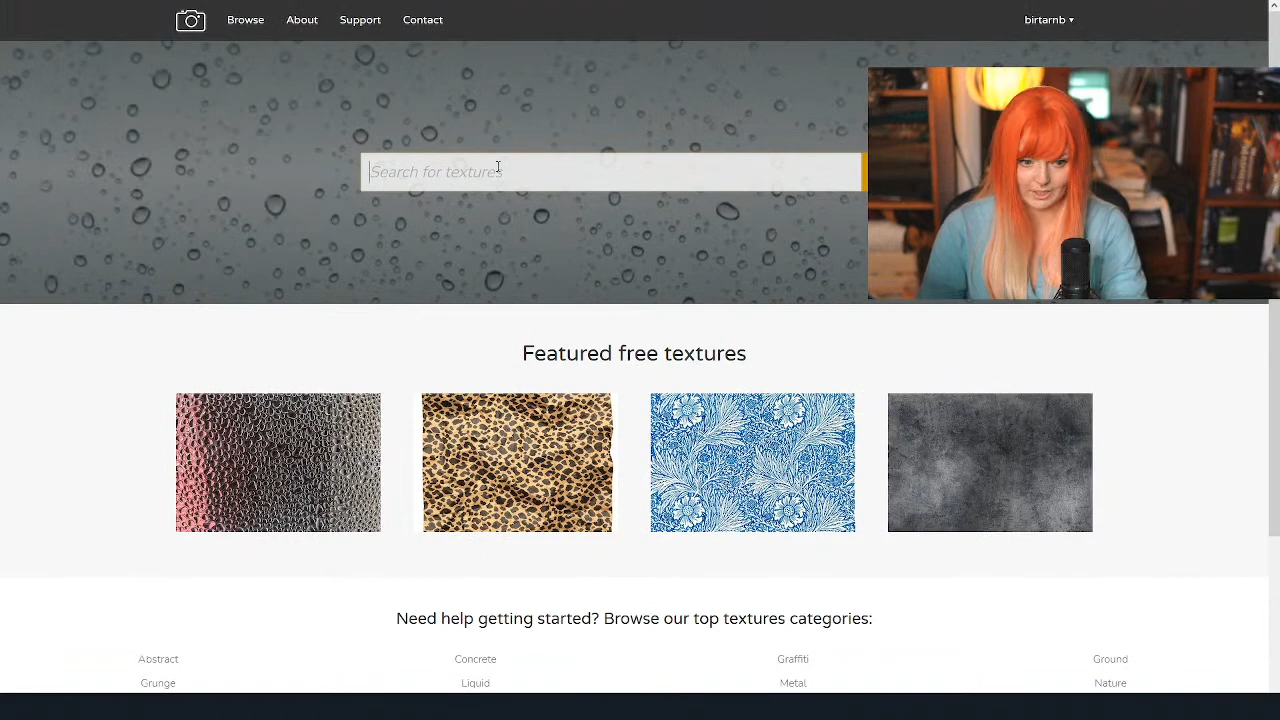 Browse
About
Support
Contact
birtarnb ▾
Search for textures
Featured free textures
Need help getting started? Browse our top textures categories:
Abstract
Concrete
Graffiti
Ground
Grunge
Liquid
Metal
Nature